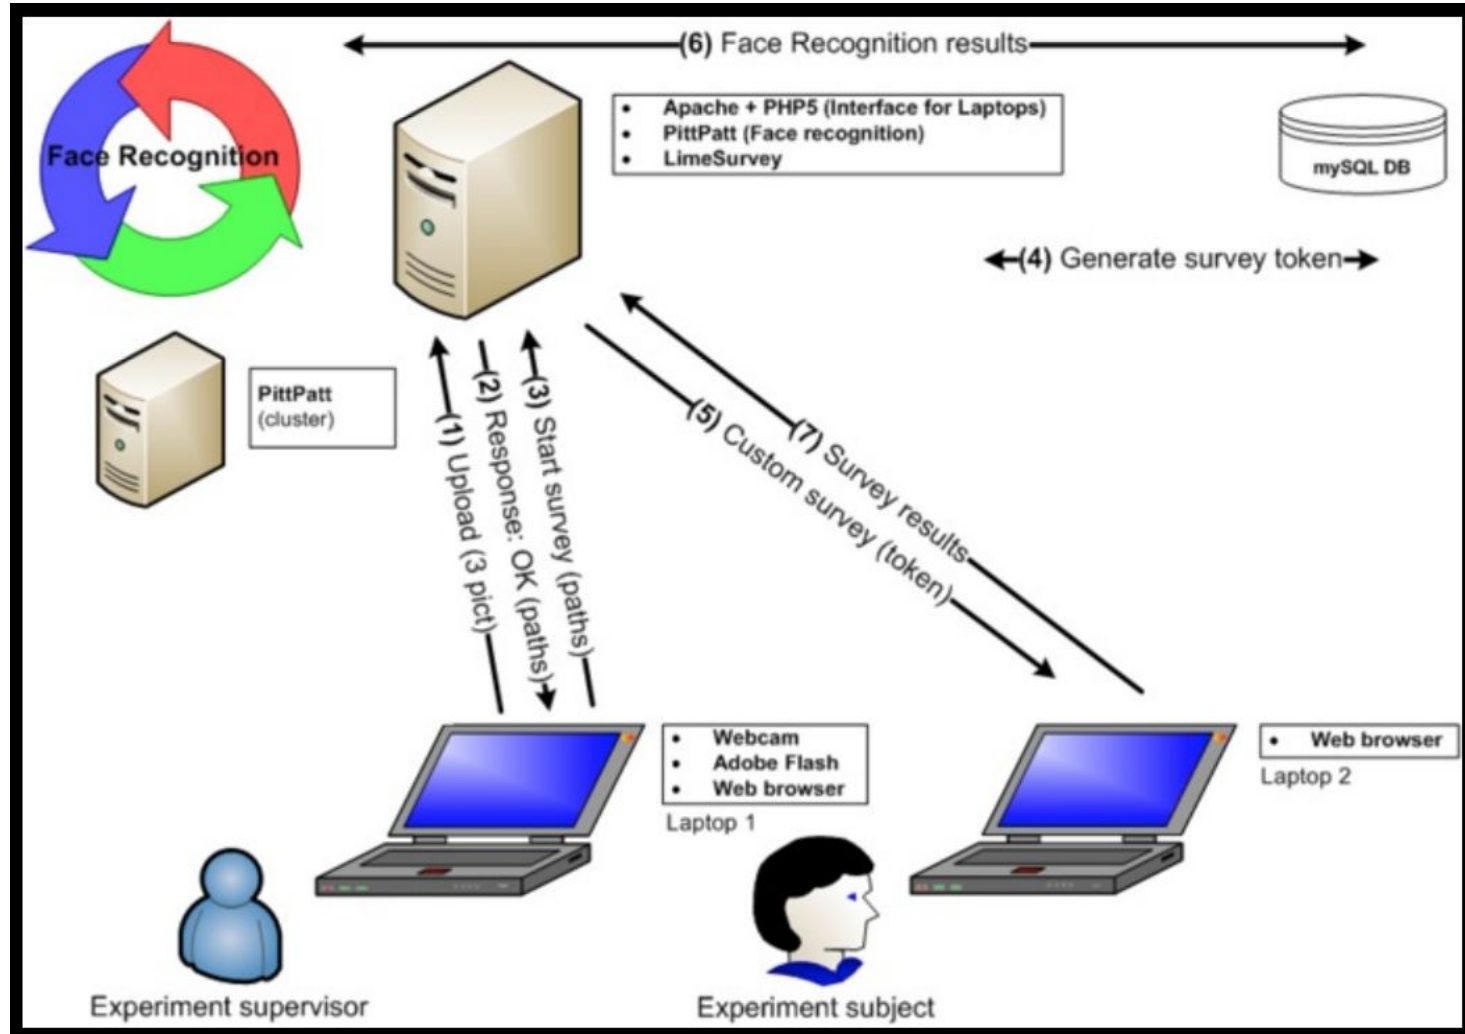 (6) Face Recognition results
Face Recognition
• Apache + PHP5 (Interface for Laptops)
• PittPatt (Face recognition)
• LimeSurvey
mySQL DB
(4) Generate survey token
PittPatt
(cluster)
(1) Upload (3 pict)
(2) Response: OK (paths)
(3) Start survey (paths)
(5) Custom survey (token)
(7) Survey results
• Webcam
• Adobe Flash
• Web browser
Laptop 1
• Web browser
Laptop 2
Experiment supervisor
Experiment subject